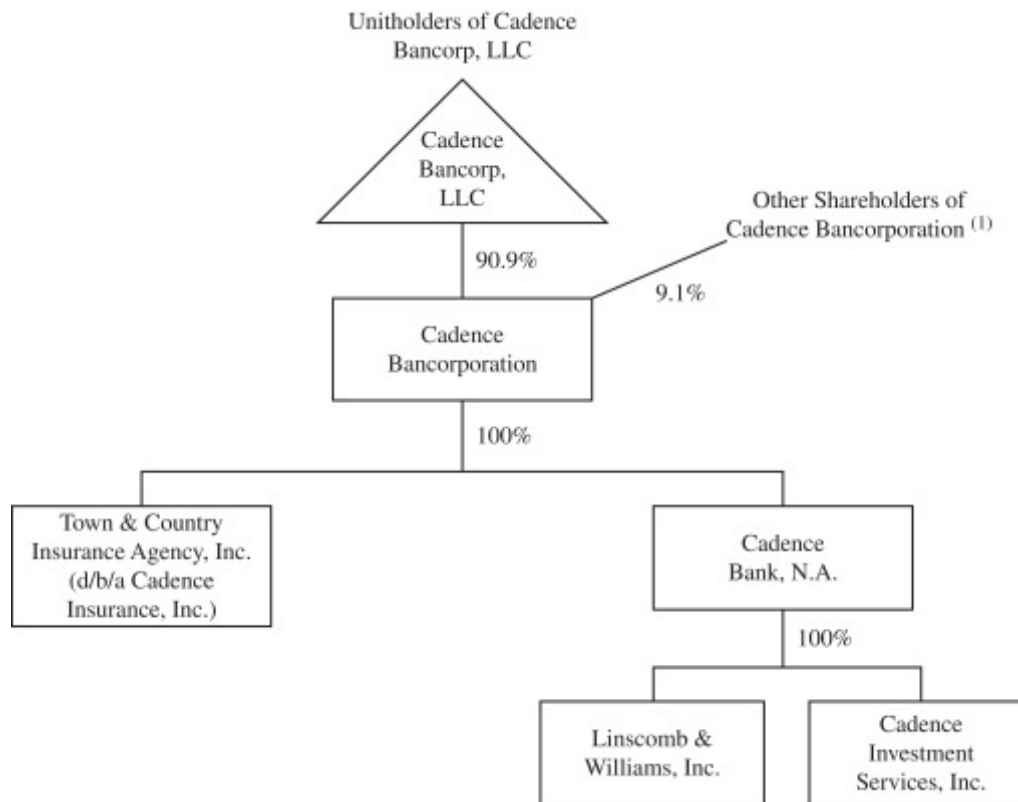 Unitholders of Cadence
Bancorp, LLC
Cadence
Bancorp,
LLC
Other Shareholders of
Cadence Bancorporation (1)
90.9%
9.1%
Cadence
Bancorporation
100%
Town & Country
Insurance Agency, Inc.
(d/b/a Cadence
Insurance, Inc.)
Cadence
Bank, N.A.
100%
Linscomb &
Williams, Inc.
Cadence
Investment
Services, Inc.